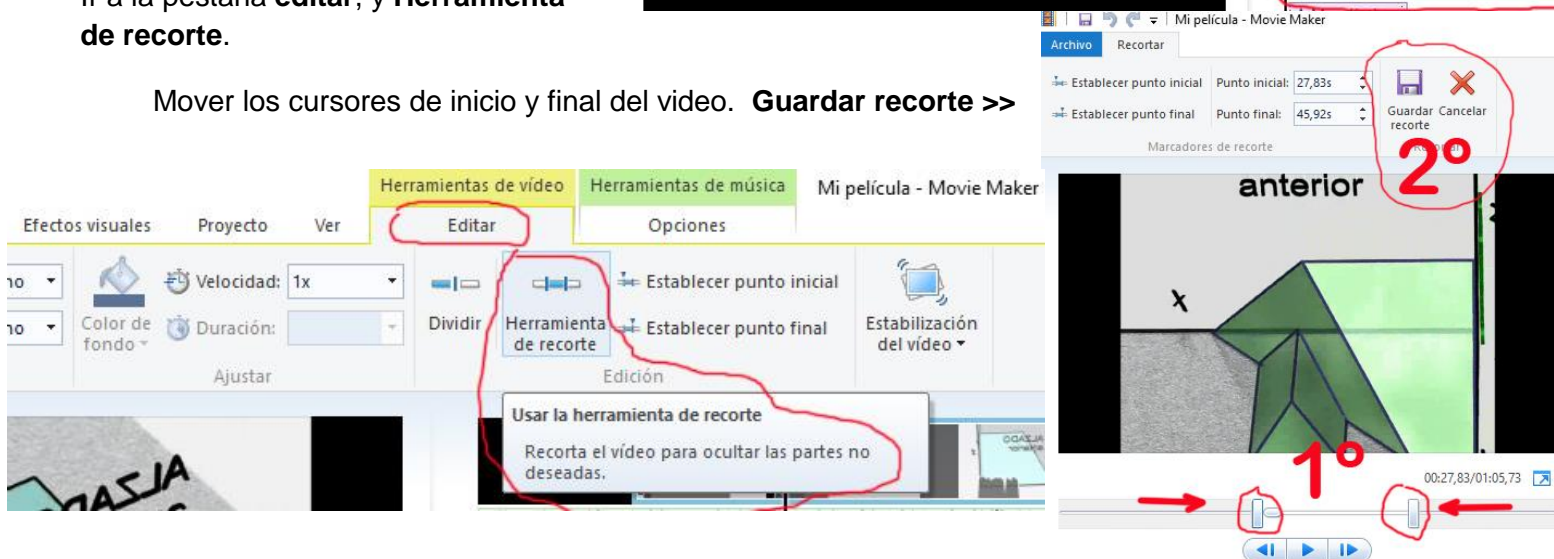 Ir a la pestaña editar, y Herramienta
de recorte.
Mover los cursores de inicio y final del video. Guardar recorte >>
Mi película - Movie Maker
Archivo Recortar
Establecer punto inicial Punto inicial: 27,83s
Establecer punto final Punto final: 45,92s
Guardar recorte
Cancelar
Marcadores de recorte
2º
anterior
x
1º
00:27,83/01:05,73
Herramientas de vídeo Herramientas de música Mi película - Movie Maker
Efectos visuales Proyecto Ver Editar Opciones
Velocidad: 1x
Color de fondo
Duración:
Ajustar
Dividir
Herramienta de recorte
Establecer punto inicial
Establecer punto final
Edición
Estabilización del vídeo
Usar la herramienta de recorte
Recorta el vídeo para ocultar las partes no
deseadas.